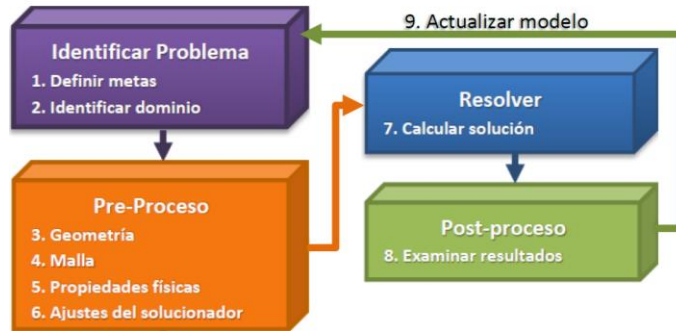 9. Actualizar modelo
Identificar Problema
1. Definir metas
2. Identificar dominio
Resolver
7. Calcular solución
Pre-Proceso
3. Geometría
4. Malla
5. Propiedades físicas
6. Ajustes del solucionador
Post-proceso
8. Examinar resultados